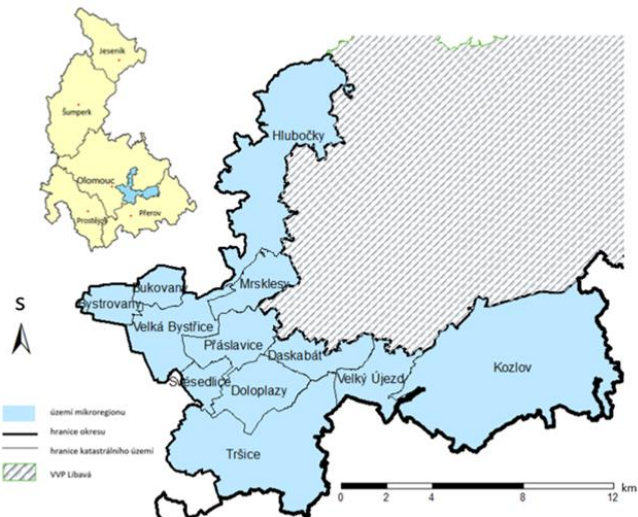 Jeseník
Šumperk
Olomouc
Prostějov
Přerov
Hlubočky
Mrsklesy
Bukovany
Bystrovany
Velká Bystřice
Přáslavice
Daskabát
Svésedlice
Doloplazy
Velký Újezd
Kozlov
Tršice
S
území mikroregionu
hranice okresu
hranice katastrálního území
VVP Libavá
km
0 2 4 8 12